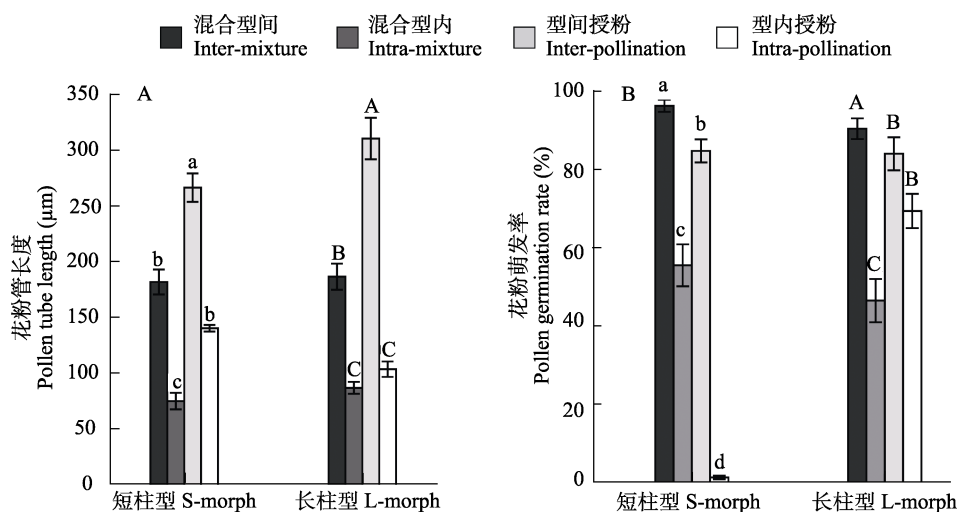 混合型间 混合型内 型间授粉 型内授粉
Inter-mixture Intra-mixture Inter-pollination Intra-pollination
A
花粉管长度
Pollen tube length (μm)
350
300
250
200
150
100
50
0
b c a b
B C A C
短柱型 S-morph 长柱型 L-morph
B
花粉萌发率
Pollen germination rate (%)
100
80
60
40
20
0
a c b d
A C B B
短柱型 S-morph 长柱型 L-morph